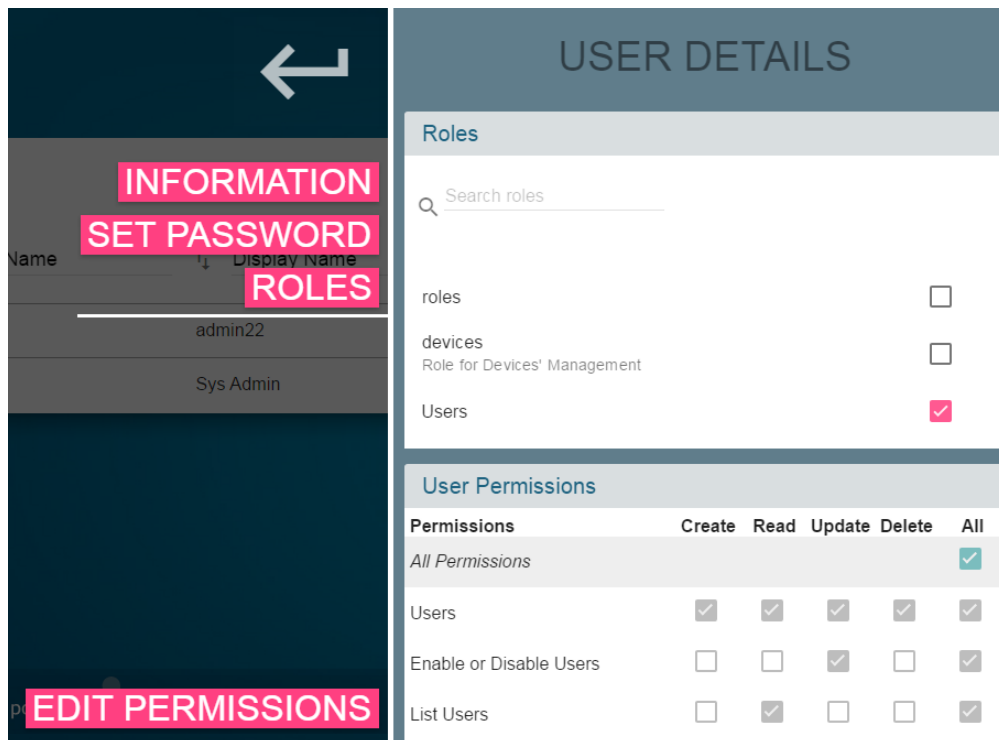 INFORMATION
SET PASSWORD
Name
Display Name
ROLES
admin22
Sys Admin
EDIT PERMISSIONS
USER DETAILS
Roles
Search roles
roles
devices
Role for Devices' Management
Users
User Permissions
Permissions Create Read Update Delete All
All Permissions
Users
Enable or Disable Users
List Users